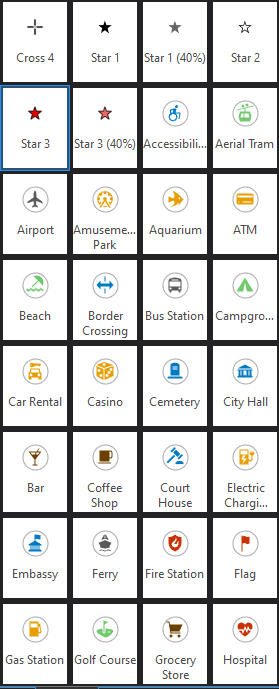 Cross 4
Star 1
Star 1 (40%)
Star 2
Star 3
Star 3 (40%)
Accessibili...
Aerial Tram
Airport
Amuseme...
Park
Aquarium
ATM
Beach
Border
Crossing
Bus Station
Campgro...
Car Rental
Casino
Cemetery
City Hall
Bar
Coffee
Shop
Court
House
Electric
Chargi...
Embassy
Ferry
Fire Station
Flag
Gas Station
Golf Course
Grocery
Store
Hospital